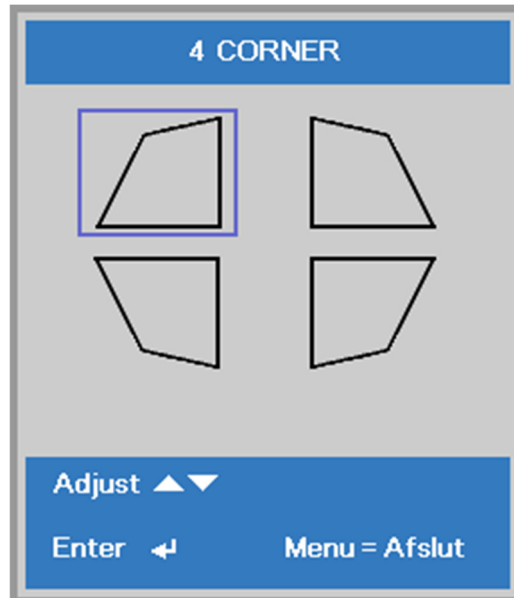 4 CORNER
Adjust ▲▼
Enter ↵
Menu = Afslut